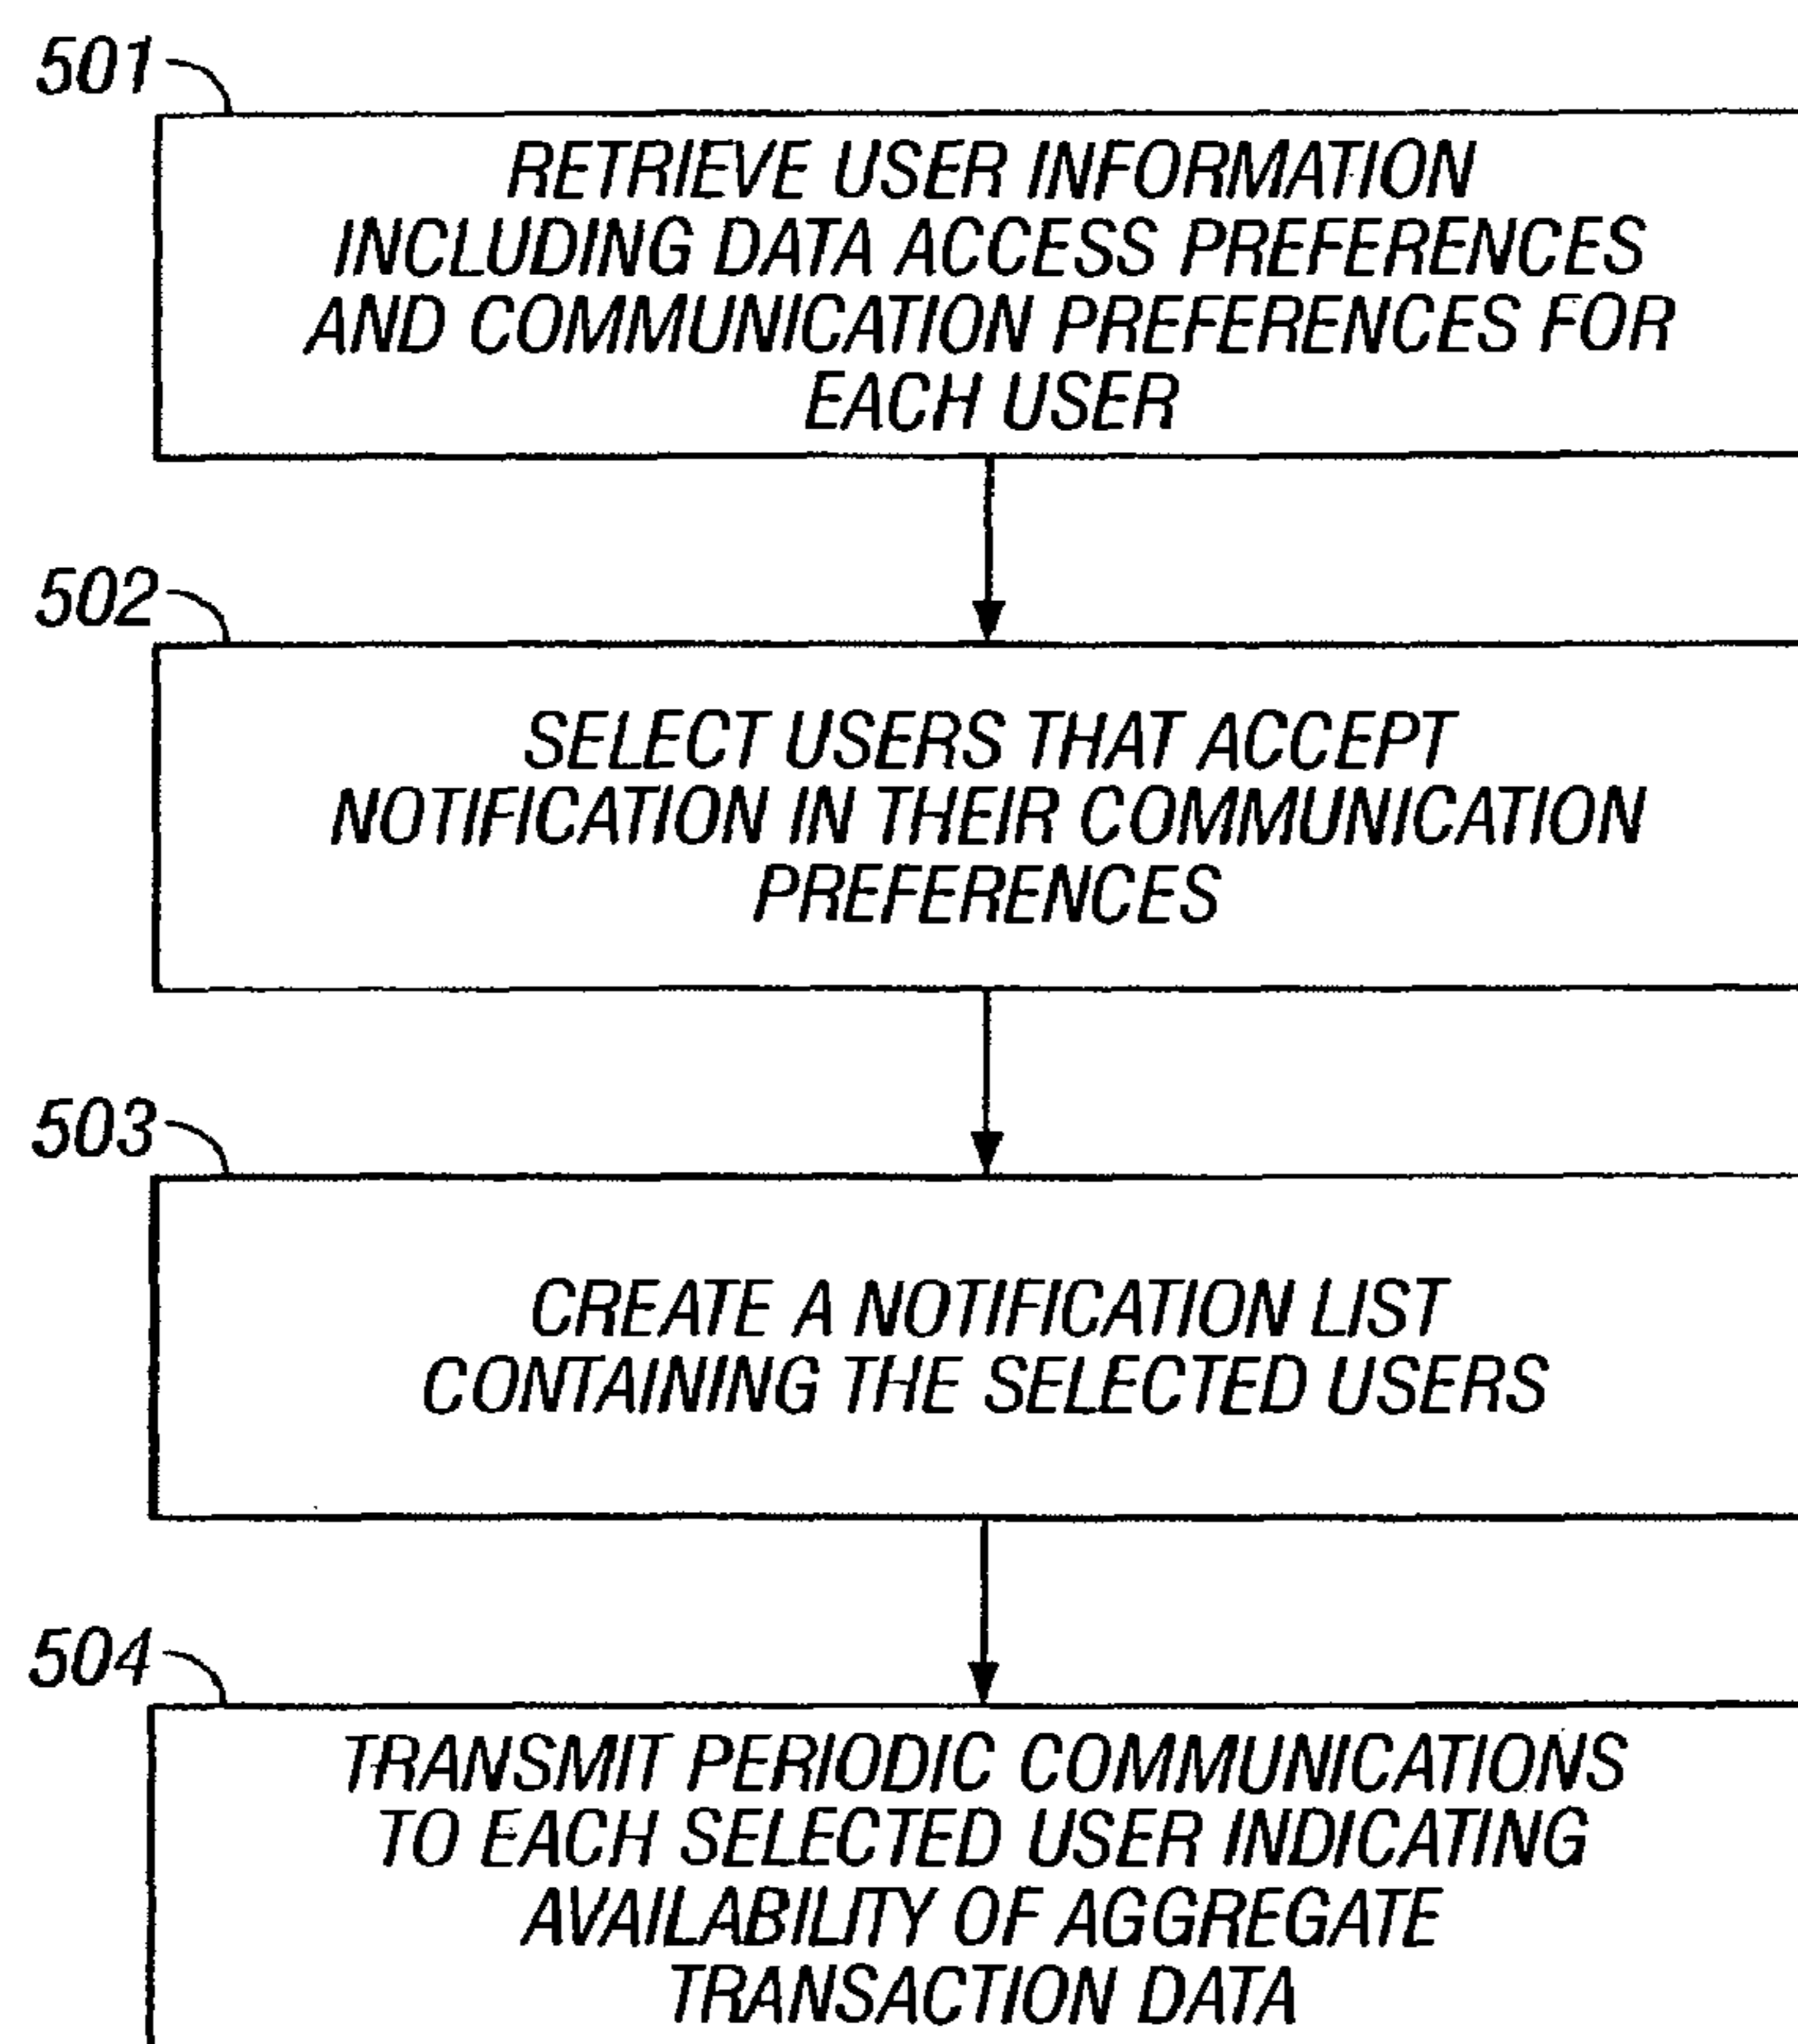 501
RETRIEVE USER INFORMATION
INCLUDING DATA ACCESS PREFERENCES
AND COMMUNICATION PREFERENCES FOR
EACH USER
502
SELECT USERS THAT ACCEPT
NOTIFICATION IN THEIR COMMUNICATION
PREFERENCES
503
CREATE A NOTIFICATION LIST
CONTAINING THE SELECTED USERS
504
TRANSMIT PERIODIC COMMUNICATIONS
TO EACH SELECTED USER INDICATING
AVAILABILITY OF AGGREGATE
TRANSACTION DATA